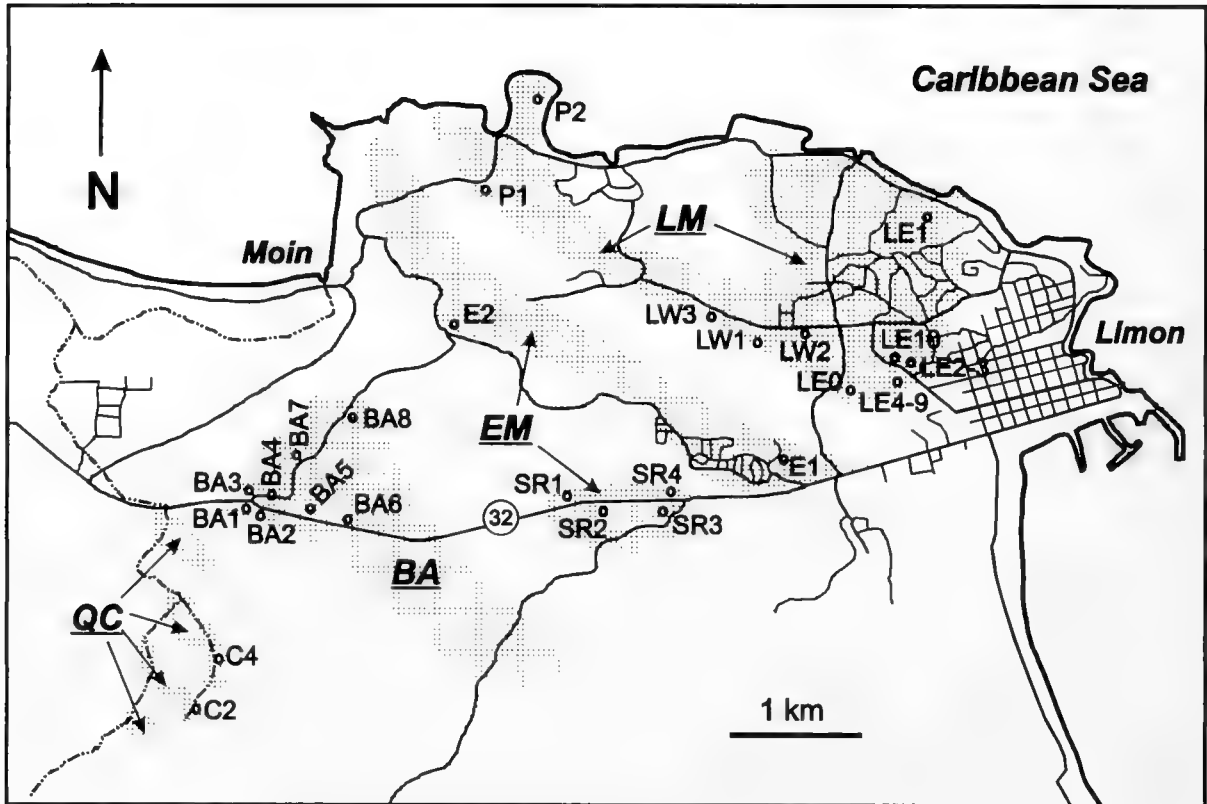 Caribbean Sea
P2
N
P1
LM
LE1
Moin
E2
LW3
LW1
LW2
LE10
Limon
LE2-3
LE0
LE4-9
BA7
BA8
EM
BA4
BA5
E1
BA3
BA6
SR1
SR4
BA1
BA2
32
SR2
SR3
BA
QC
C4
C2
1 km